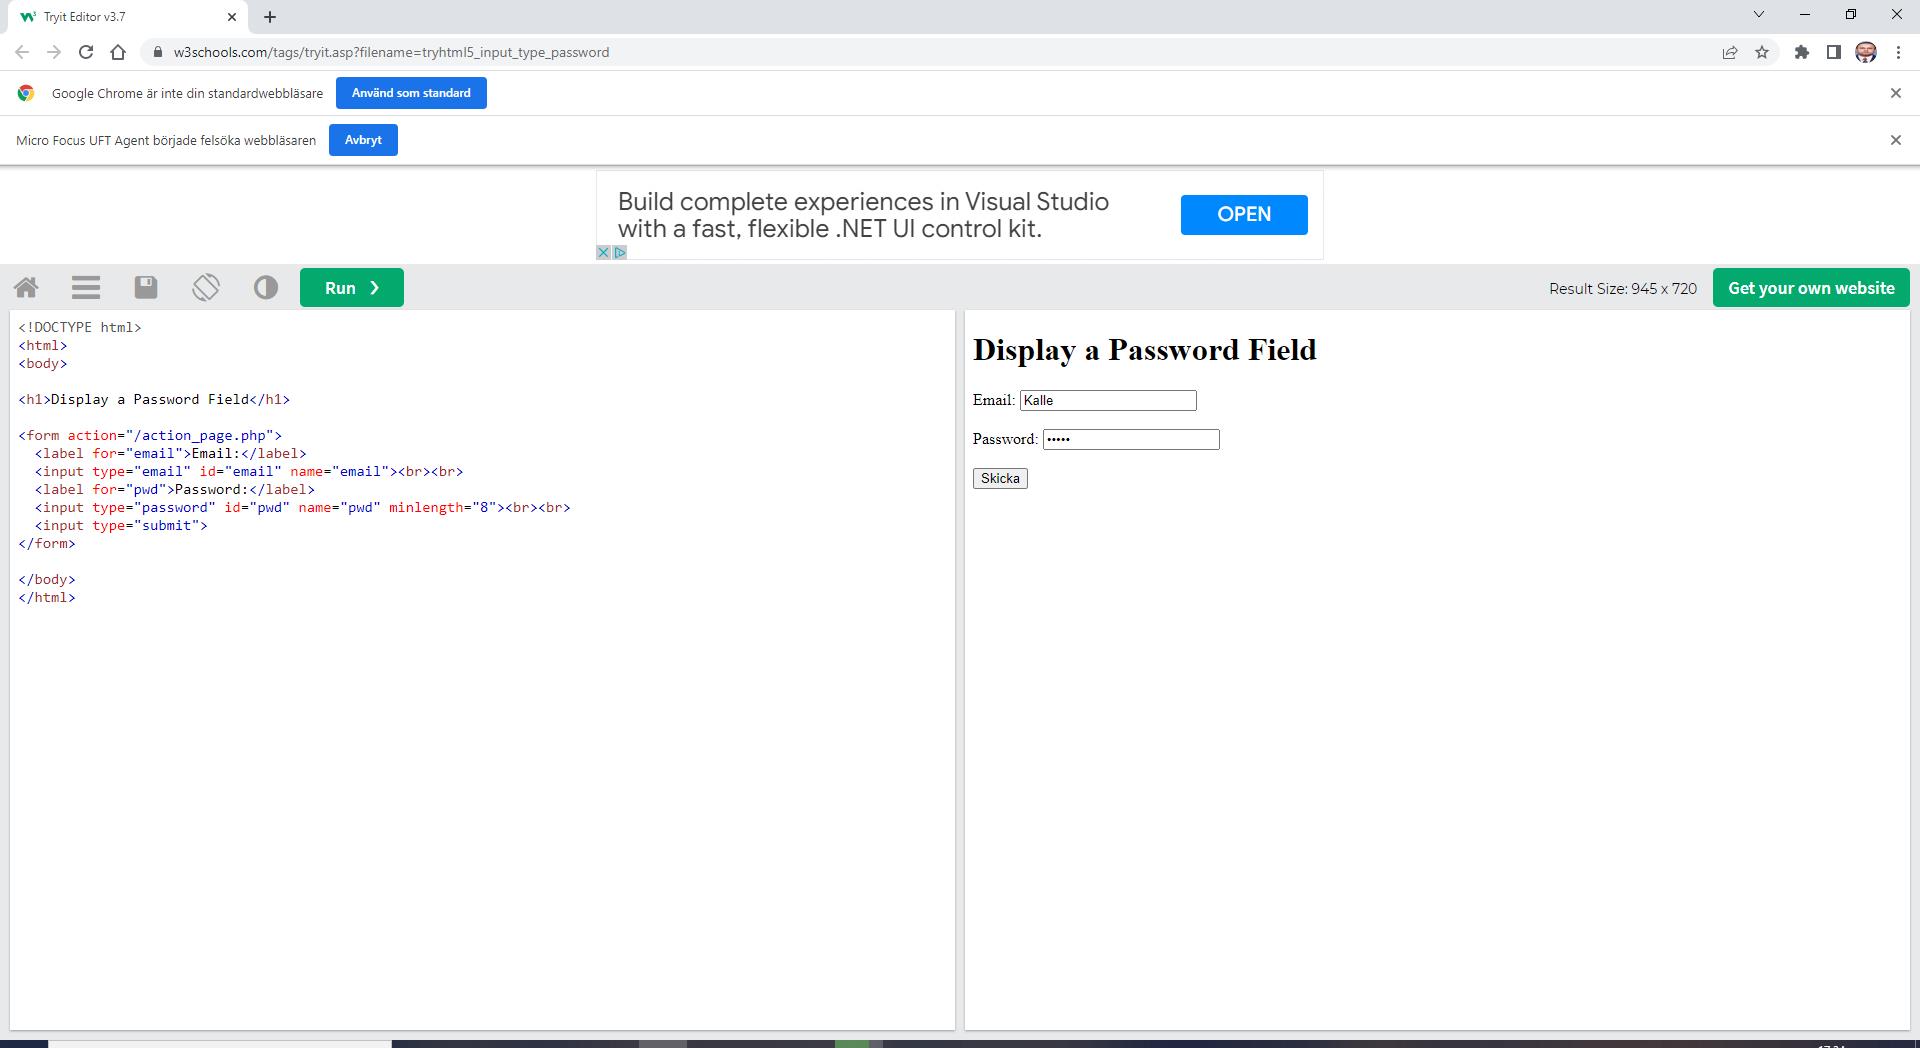 Tryit Editor v3.7
w3schools.com/tags/tryit.asp?filename=tryhtml5_input_type_password
Google Chrome är inte din standardwebbläsare
Använd som standard
Micro Focus UFT Agent började felsöka webbläsaren
Avbryt
Build complete experiences in Visual Studio
with a fast, flexible .NET UI control kit.
OPEN
Run ❯
Result Size: 945 x 720
Get your own website
<!DOCTYPE html>
<html>
<body>
<h1>Display a Password Field</h1>
<form action="/action_page.php">
<label for="email">Email:</label>
<input type="email" id="email" name="email"><br><br>
<label for="pwd">Password:</label>
<input type="password" id="pwd" name="pwd" minlength="8"><br><br>
<input type="submit">
</form>
</body>
</html>
Display a Password Field
Email: Kalle
Password: •••••
Skicka